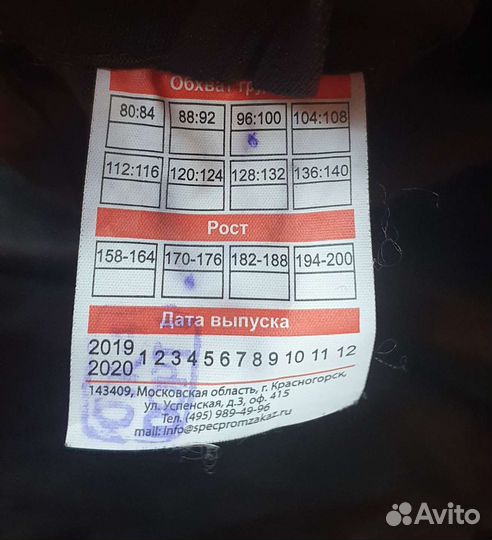 Обхват
80:84 88:92 96:100 104:108
112:116 120:124 128:132 136:140
Рост
158-164 170-176 182-188 194-200
Дата выпуска
2019
2020 1 2 3 4 5 6 7 8 9 10 11 12
143409, Московская область, г. Красногорск,
ул. Успенская, д.3, оф. 415
Тел. (495) 989-49-96
mail: info@specpromzakaz.ru
Avito